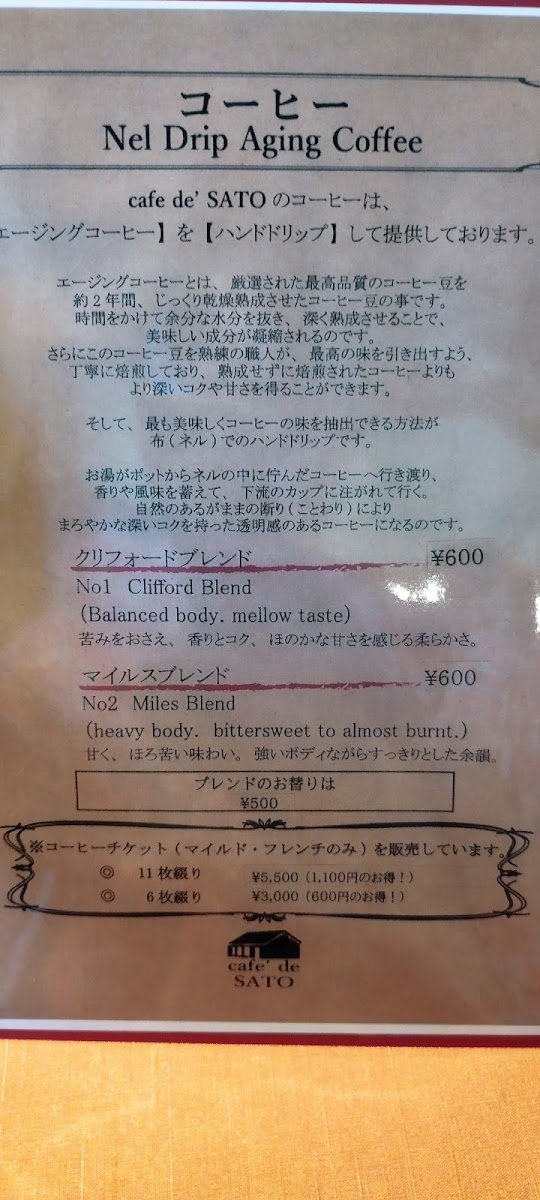 コーヒー
Nel Drip Aging Coffee
cafe de' SATO のコーヒーは、
エージングコーヒー】を【ハンドドリップ】して提供しております。
エージングコーヒーとは、厳選された最高品質のコーヒー豆を
約2年間、じっくり乾燥熟成させたコーヒー豆の事です。
時間をかけて余分な水分を抜き、深く熟成させることで、
美味しい成分が凝縮されるのです。
さらにこのコーヒー豆を熟練の職人が、最高の味を引き出すよう、
丁寧に焙煎しており、熟成せずに焙煎されたコーヒーよりも
より深いコクや甘さを得ることができます。
そして、最も美味しくコーヒーの味を抽出できる方法が
布(ネル)でのハンドドリップです。
お湯がポットからネルの中に佇んだコーヒーへ行き渡り、
香りや風味を蓄えて、下流のカップに注がれて行く。
自然のあるがままの断り(ことわり)により
まろやかな深いコクを持った透明感のあるコーヒーになるのです。
クリフォードブレンド ¥600
No1 Clifford Blend
(Balanced body. mellow taste)
苦みをおさえ、香りとコク、ほのかな甘さを感じる柔らかさ。
マイルスブレンド ¥600
No2 Miles Blend
(heavy body. bittersweet to almost burnt.)
甘く、ほろ苦い味わい。強いボディながらすっきりとした余韻。
ブレンドのお替りは
¥500
※コーヒーチケット(マイルド・フレンチのみ)を販売しています。
◎ 11枚綴り ¥5,500（1,100円のお得！）
◎ 6枚綴り ¥3,000（600円のお得！）
cafe' de
SATO